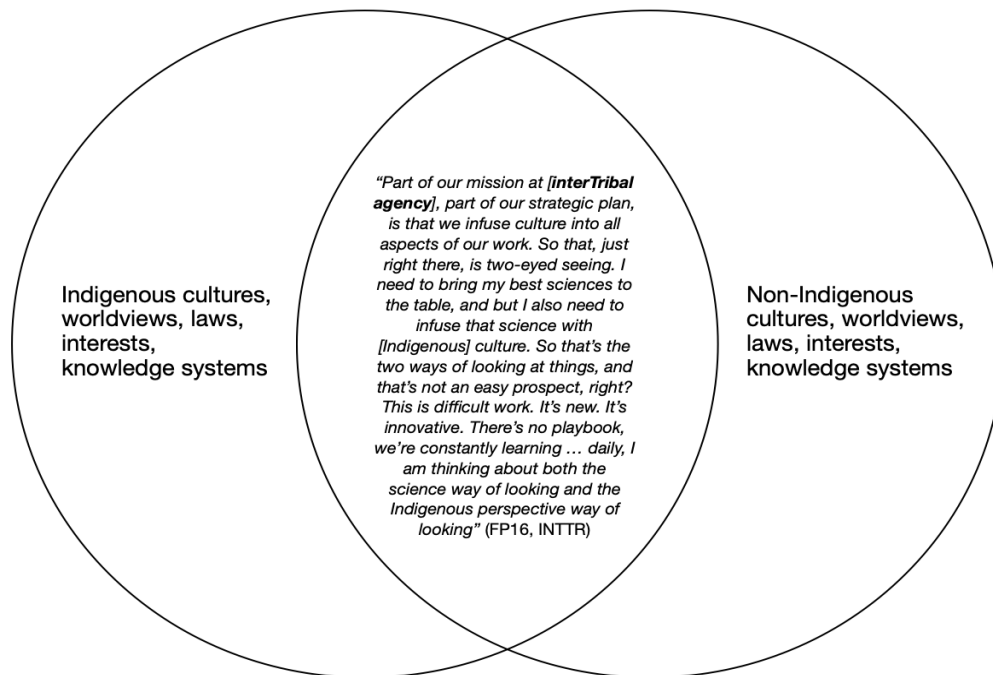 Indigenous cultures,
worldviews, laws,
interests,
knowledge systems
“Part of our mission at [interTribal
agency], part of our strategic plan,
is that we infuse culture into all
aspects of our work. So that, just
right there, is two-eyed seeing. I
need to bring my best sciences to
the table, and but I also need to
infuse that science with
[Indigenous] culture. So that’s the
two ways of looking at things, and
that’s not an easy prospect, right?
This is difficult work. It’s new. It’s
innovative. There’s no playbook,
we’re constantly learning … daily, I
am thinking about both the
science way of looking and the
Indigenous perspective way of
looking” (FP16, INTTR)
Non-Indigenous
cultures, worldviews,
laws, interests,
knowledge systems